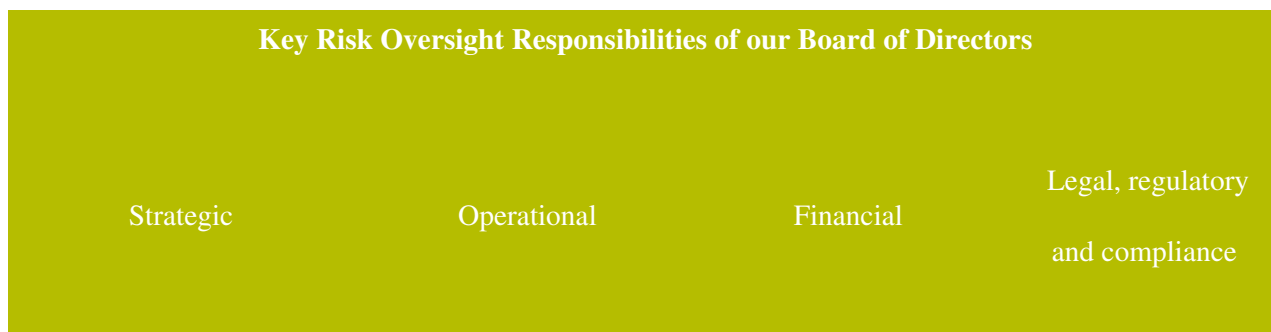 Key Risk Oversight Responsibilities of our Board of Directors
Strategic
Operational
Financial
Legal, regulatory
and compliance